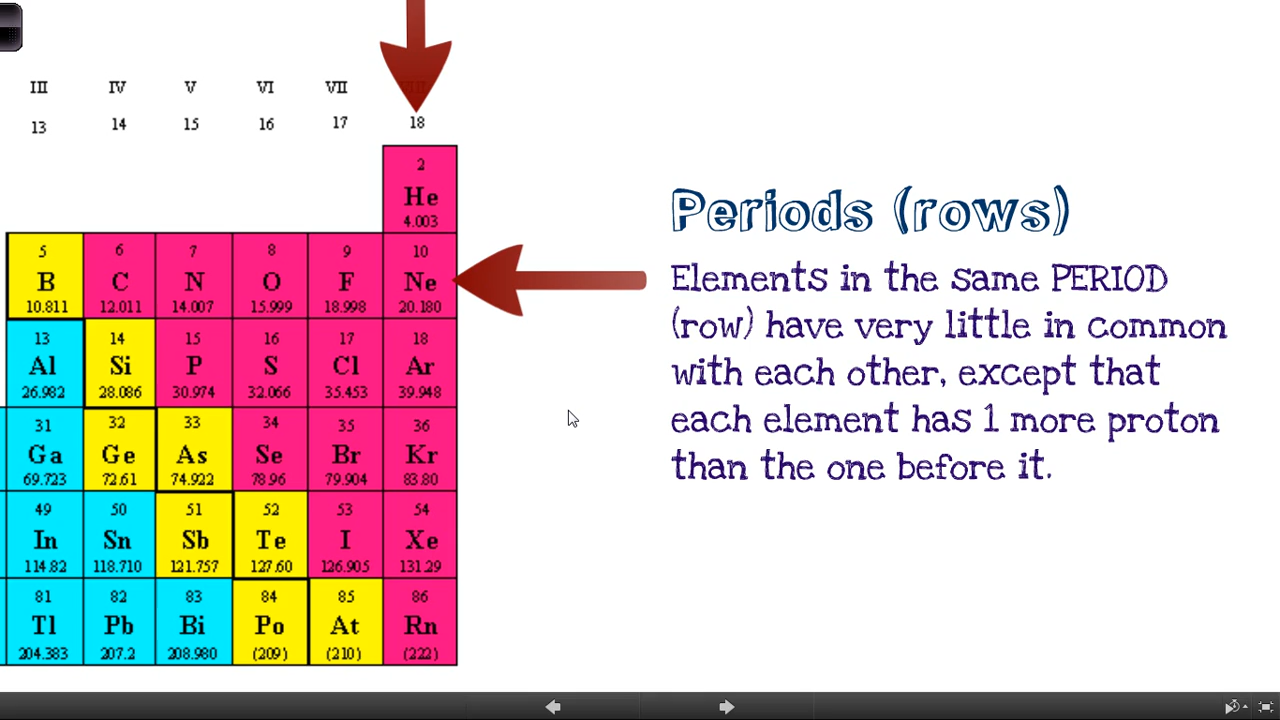 III IV V VI VII
13 14 15 16 17 18
2
He
4.003
5 6 7 8 9 10
B C N O F Ne
10.811 12.011 14.007 15.999 18.998 20.180
13 14 15 16 17 18
Al Si P S Cl Ar
26.982 28.086 30.974 32.066 35.453 39.948
31 32 33 34 35 36
Ga Ge As Se Br Kr
69.723 72.61 74.922 78.96 79.904 83.80
49 50 51 52 53 54
In Sn Sb Te I Xe
114.82 118.710 121.757 127.60 126.905 131.29
81 82 83 84 85 86
Tl Pb Bi Po At Rn
204.383 207.2 208.980 (209) (210) (222)
Periods (rows)
Elements in the same PERIOD
(row) have very little in common
with each other, except that
each element has 1 more proton
than the one before it.